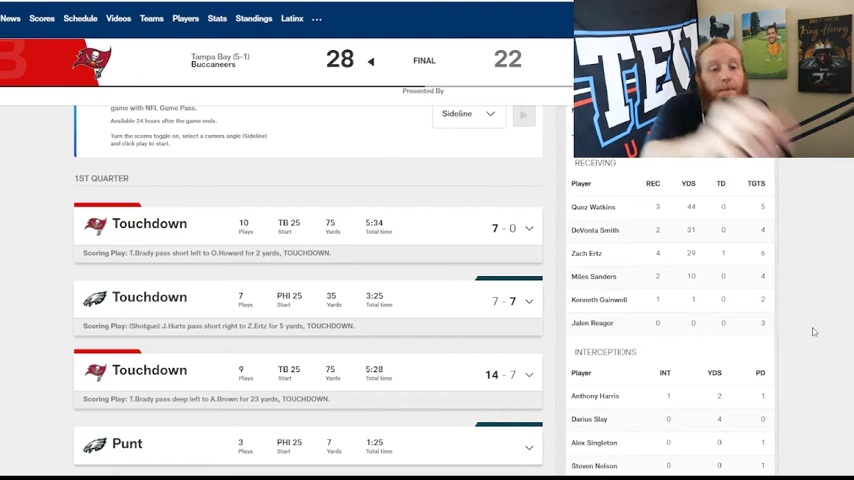 News Scores Schedule Videos Teams Players Stats Standings Latinx ...
Tampa Bay (5-1)
Buccaneers
28
FINAL
22
Presented By
game with NFL Game Pass.
Available 24 hours after the game ends.
Turn the scores toggle on, select a camera angle (Sideline)
and click play to start.
Sideline
1ST QUARTER
Touchdown
10 TB 25 75 5:34
Plays Start Yards Total time
7 - 0
Scoring Play: T.Brady pass short left to O.Howard for 2 yards, TOUCHDOWN.
Touchdown
7 PHI 25 35 3:25
Plays Start Yards Total time
7 - 7
Scoring Play: (Shotgun) J.Hurts pass short right to Z.Ertz for 5 yards, TOUCHDOWN.
Touchdown
9 TB 25 75 5:28
Plays Start Yards Total time
14 - 7
Scoring Play: T.Brady pass deep left to A.Brown for 23 yards, TOUCHDOWN.
Punt
3 PHI 25 7 1:25
Plays Start Yards Total time
RECEIVING
Player REC YDS TD TGTS
Quez Watkins 3 44 0 5
DeVonta Smith 2 31 0 4
Zach Ertz 4 29 1 6
Miles Sanders 2 10 0 4
Kenneth Gainwell 1 1 0 2
Jalen Reagor 0 0 0 3
INTERCEPTIONS
Player INT YDS PD
Anthony Harris 1 2 1
Darius Slay 0 4 0
Alex Singleton 0 0 1
Steven Nelson 0 0 1
King Henry